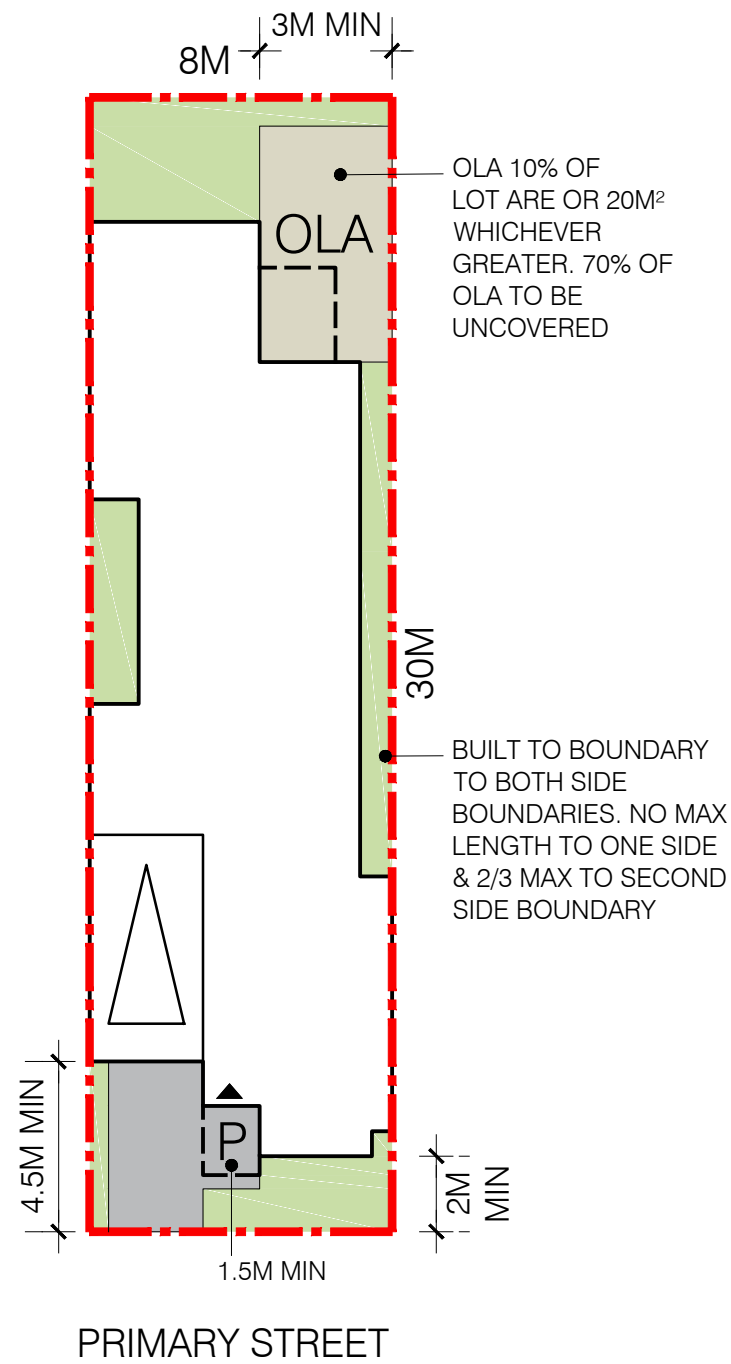 3M MIN
8M
OLA 10% OF
LOT ARE OR 20M²
WHICHEVER
GREATER. 70% OF
OLA TO BE
UNCOVERED
OLA
30M
BUILT TO BOUNDARY
TO BOTH SIDE
BOUNDARIES. NO MAX
LENGTH TO ONE SIDE
& 2/3 MAX TO SECOND
SIDE BOUNDARY
4.5M MIN
P
2M
MIN
1.5M MIN
PRIMARY STREET